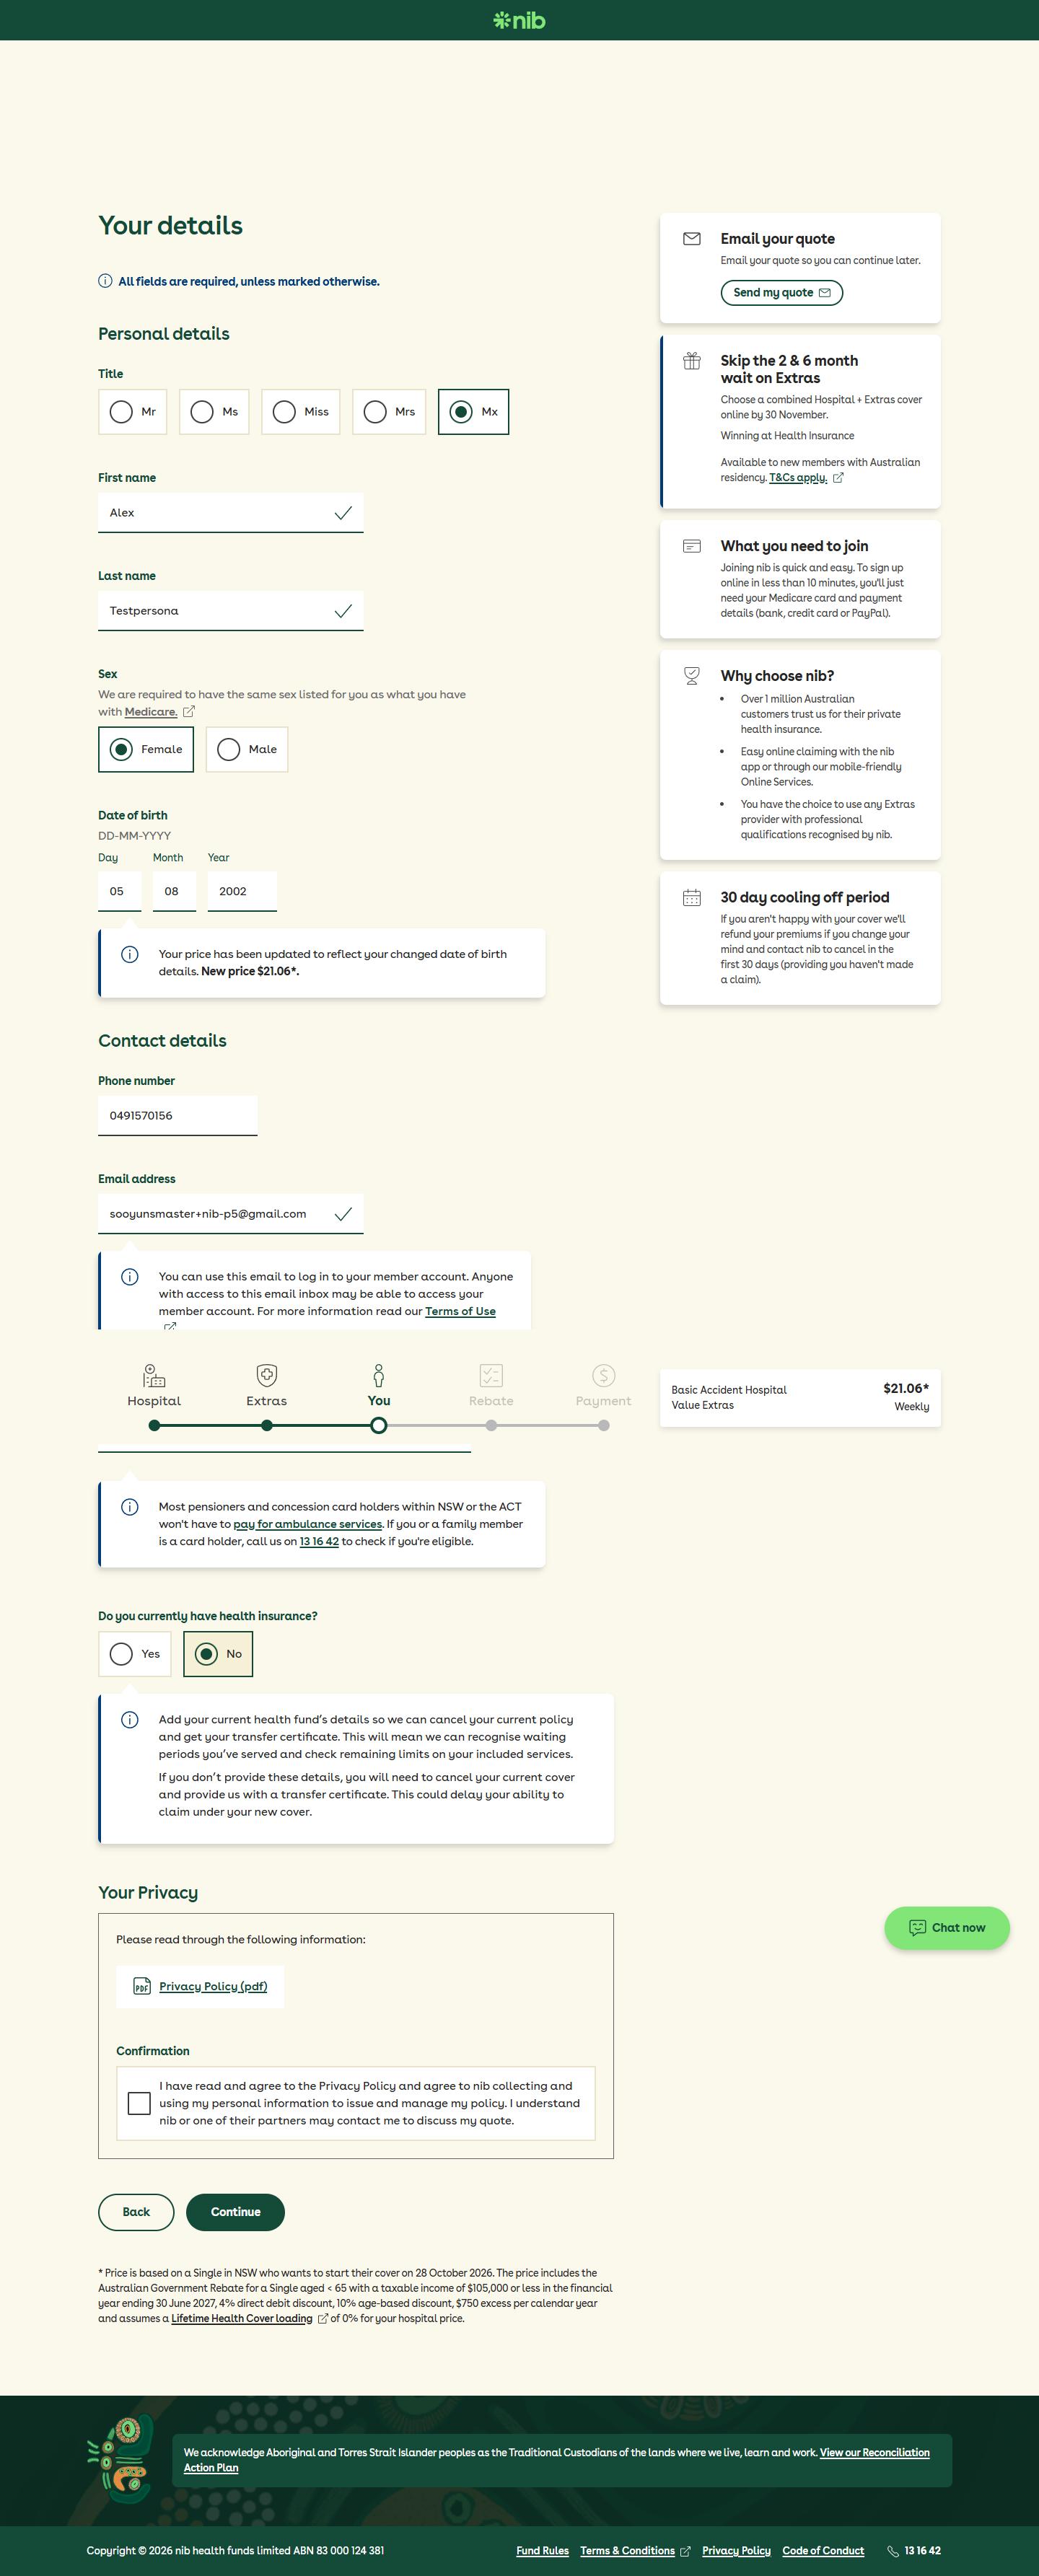 nib
Your details
All fields are required, unless marked otherwise.
Personal details
Title
Mr
Ms
Miss
Mrs
Mx
First name
Alex
Last name
Testpersona
Sex
We are required to have the same sex listed for you as what you have
with Medicare.
Female
Male
Date of birth
DD-MM-YYYY
Day
Month
Year
05
08
2002
Your price has been updated to reflect your changed date of birth
details. New price $21.06*.
Contact details
Phone number
0491570156
Email address
sooyunsmaster+nib-p5@gmail.com
You can use this email to log in to your member account. Anyone
with access to this email inbox may be able to access your
member account. For more information read our Terms of Use
Email your quote
Email your quote so you can continue later.
Send my quote
Skip the 2 & 6 month
wait on Extras
Choose a combined Hospital + Extras cover
online by 30 November.
Winning at Health Insurance
Available to new members with Australian
residency. T&Cs apply.
What you need to join
Joining nib is quick and easy. To sign up
online in less than 10 minutes, you'll just
need your Medicare card and payment
details (bank, credit card or PayPal).
Why choose nib?
• Over 1 million Australian
customers trust us for their private
health insurance.
• Easy online claiming with the nib
app or through our mobile-friendly
Online Services.
• You have the choice to use any Extras
provider with professional
qualifications recognised by nib.
30 day cooling off period
If you aren't happy with your cover we'll
refund your premiums if you change your
mind and contact nib to cancel in the
first 30 days (providing you haven't made
a claim).
Hospital
Extras
You
Rebate
Payment
Basic Accident Hospital
Value Extras
$21.06*
Weekly
Most pensioners and concession card holders within NSW or the ACT
won't have to pay for ambulance services. If you or a family member
is a card holder, call us on 13 16 42 to check if you're eligible.
Do you currently have health insurance?
Yes
No
Add your current health fund’s details so we can cancel your current policy
and get your transfer certificate. This will mean we can recognise waiting
periods you’ve served and check remaining limits on your included services.
If you don’t provide these details, you will need to cancel your current cover
and provide us with a transfer certificate. This could delay your ability to
claim under your new cover.
Your Privacy
Please read through the following information:
PDF
Privacy Policy (pdf)
Confirmation
I have read and agree to the Privacy Policy and agree to nib collecting and
using my personal information to issue and manage my policy. I understand
nib or one of their partners may contact me to discuss my quote.
Chat now
Back
Continue
* Price is based on a Single in NSW who wants to start their cover on 28 October 2026. The price includes the
Australian Government Rebate for a Single aged < 65 with a taxable income of $105,000 or less in the financial
year ending 30 June 2027, 4% direct debit discount, 10% age-based discount, $750 excess per calendar year
and assumes a Lifetime Health Cover loading of 0% for your hospital price.
We acknowledge Aboriginal and Torres Strait Islander peoples as the Traditional Custodians of the lands where we live, learn and work. View our Reconciliation
Action Plan
Copyright © 2026 nib health funds limited ABN 83 000 124 381
Fund Rules
Terms & Conditions
Privacy Policy
Code of Conduct
13 16 42